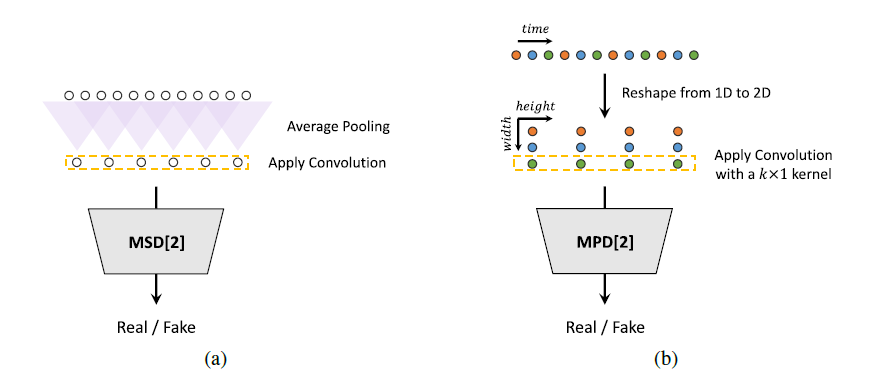 Average Pooling
Apply Convolution
MSD[2]
Real / Fake
(a)
time
Reshape from 1D to 2D
height
width
Apply Convolution
with a k×1 kernel
MPD[2]
Real / Fake
(b)